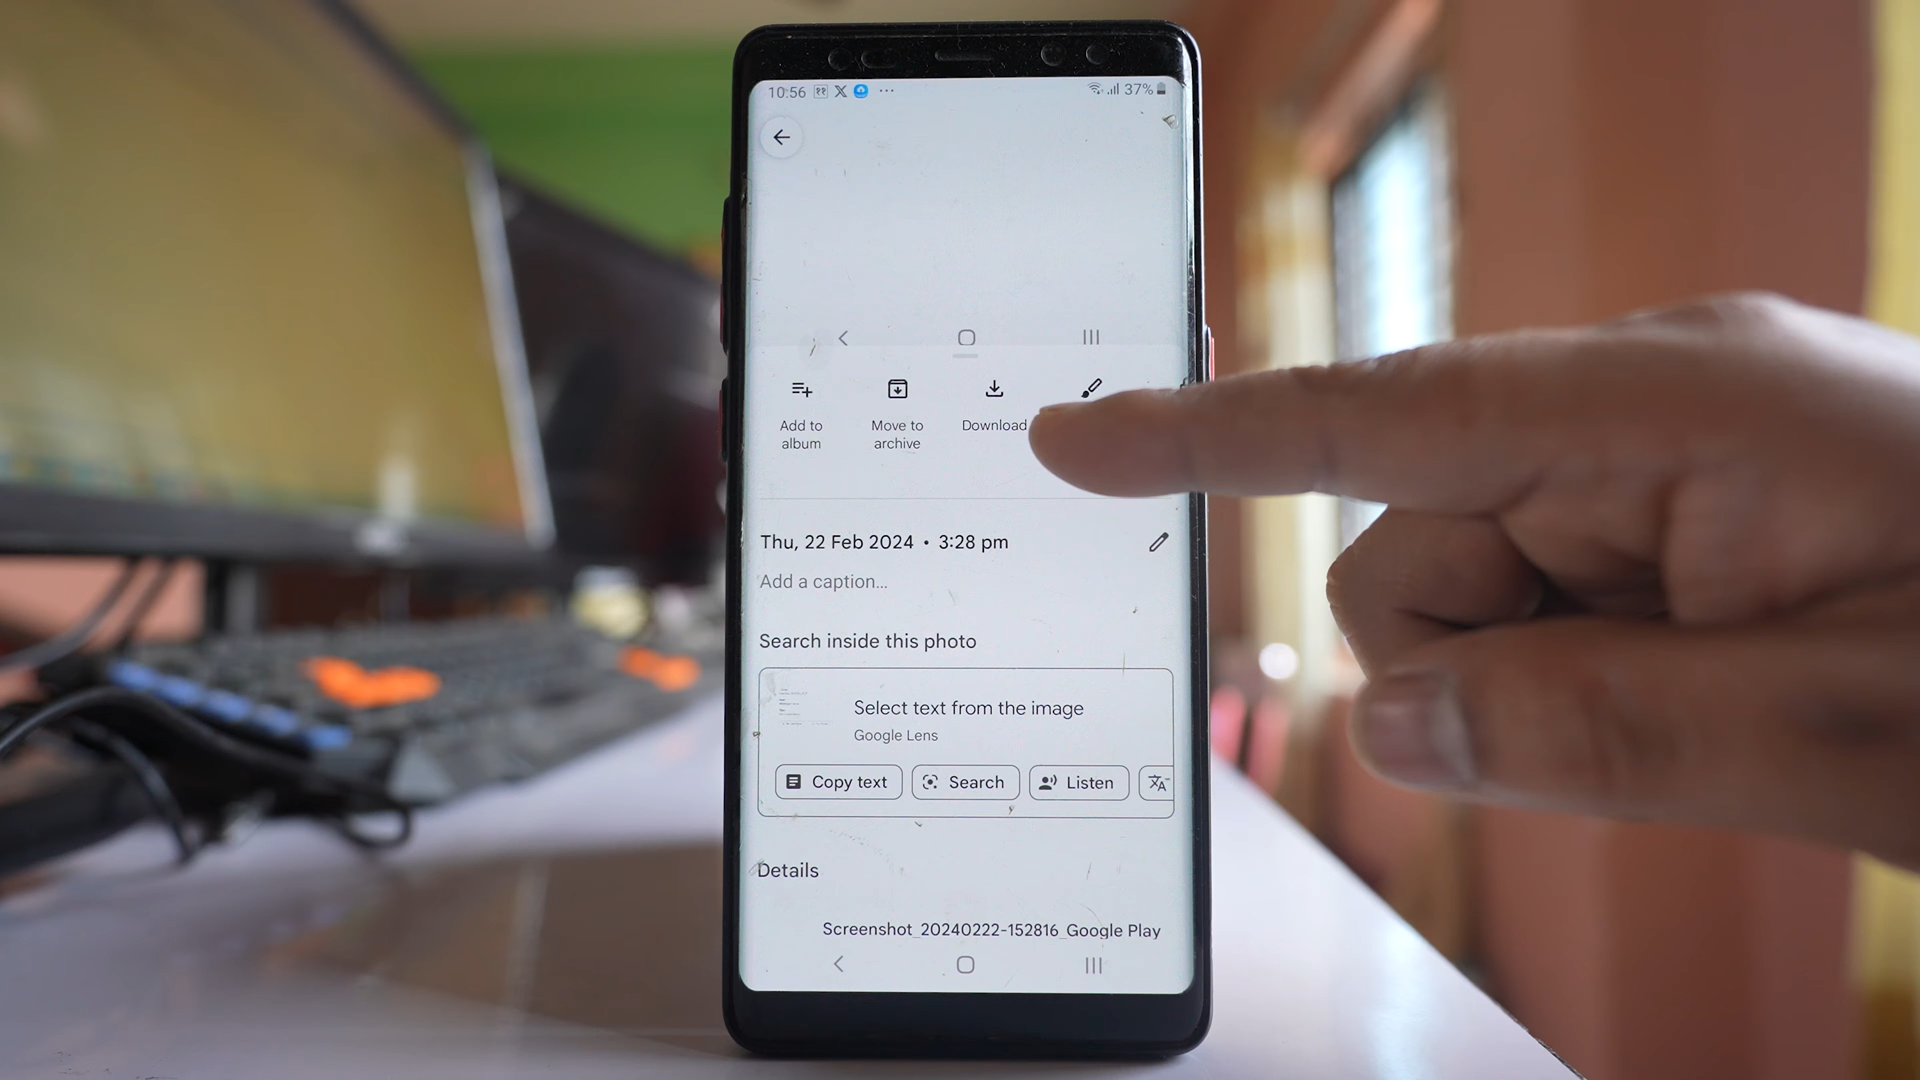 10:56 37%
Add to album
Move to archive
Download
Thu, 22 Feb 2024 • 3:28 pm
Add a caption...
Search inside this photo
Select text from the image
Google Lens
Copy text Search Listen
Details
Screenshot_20240222-152816_Google Play